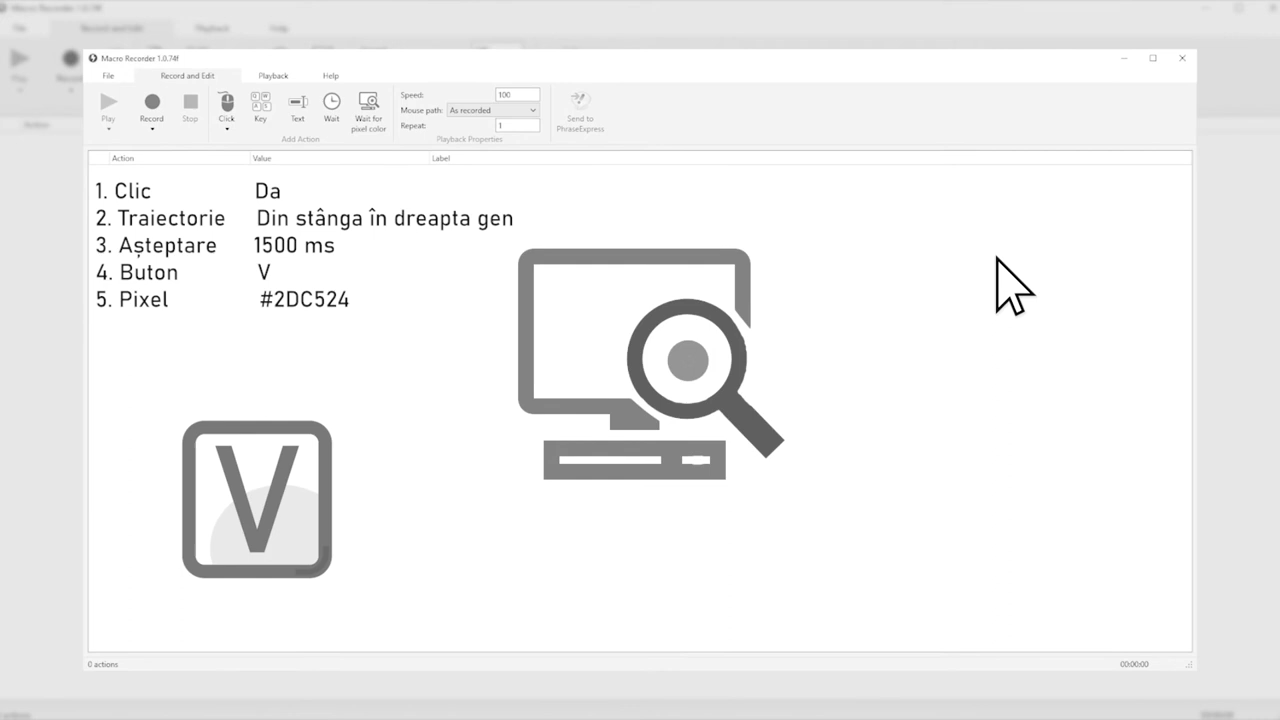 Macro Recorder 1.0.74f
File Record and Edit Playback Help
Play Record Stop Click Key Text Wait Wait for pixel color
Add Action
Speed: 100
Mouse path: As recorded
Repeat: 1
Playback Properties
Send to PhraseExpress
Action Value Label
1. Clic Da
2. Traiectorie Din stânga în dreapta gen
3. Așteptare 1500 ms
4. Buton V
5. Pixel #2DC524
V
0 actions 00:00:00